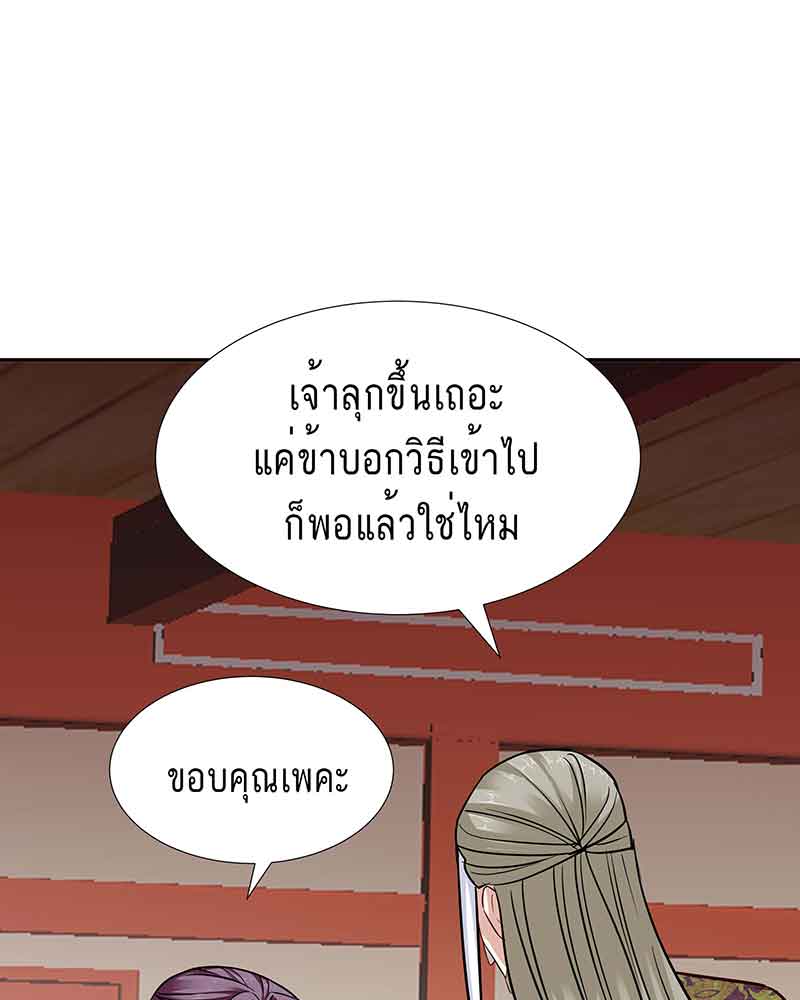 เจ้าลุกขึ้นเถอะ
แค่ข้าบอกวิธีเข้าไป
ก็พอแล้วใช่ไหม
ขอบคุณเพคะ